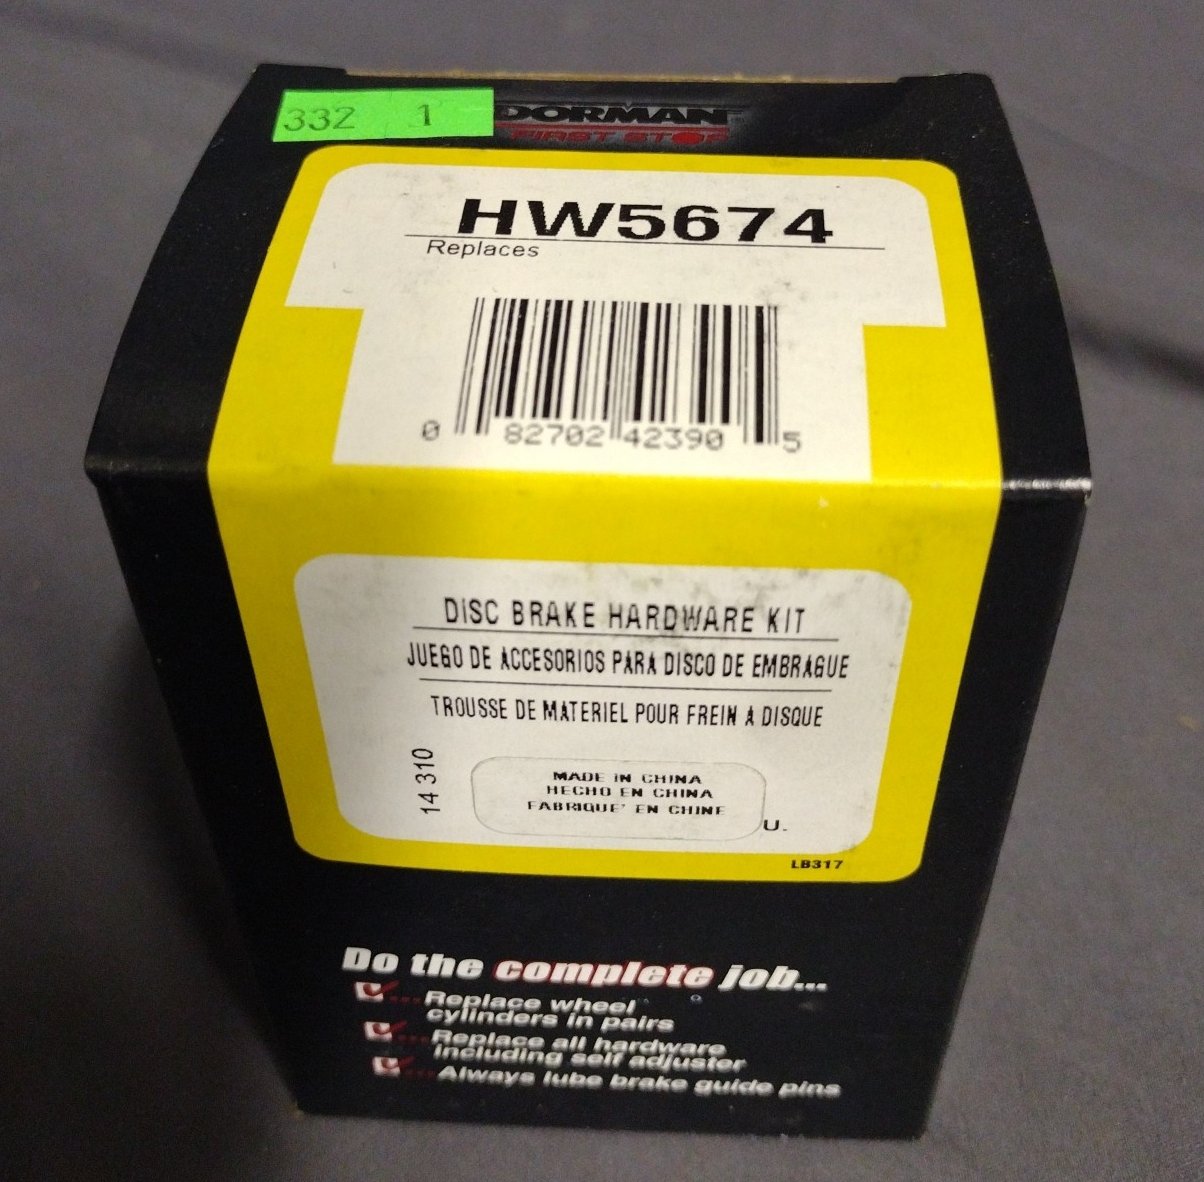 332 1
DORMAN
FIRST STOP
HW5674
Replaces
0 82702 42390 5
DISC BRAKE HARDWARE KIT
JUEGO DE ACCESORIOS PARA DISCO DE EMBRAGUE
TROUSSE DE MATERIEL POUR FREIN A DISQUE
14 310
MADE IN CHINA
HECHO EN CHINA
FABRIQUE' EN CHINE
U.
LB317
Do the complete job...
...Replace wheel
cylinders in pairs
...Replace all hardware
including self adjuster
...Always lube brake guide pins